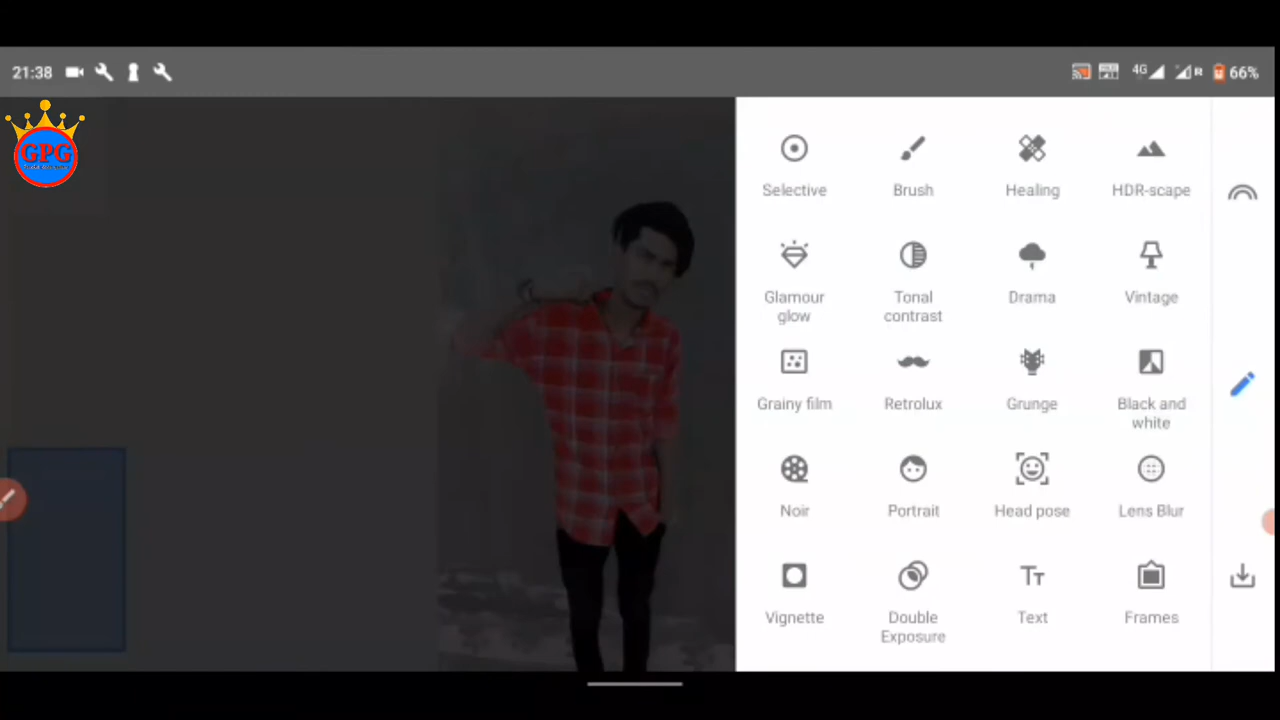 21:38
4G
R
66%
GPG
Selective
Brush
Healing
HDR-scape
Glamour
glow
Tonal
contrast
Drama
Vintage
Grainy film
Retrolux
Grunge
Black and
white
Noir
Portrait
Head pose
Lens Blur
Vignette
Double
Exposure
Text
Frames